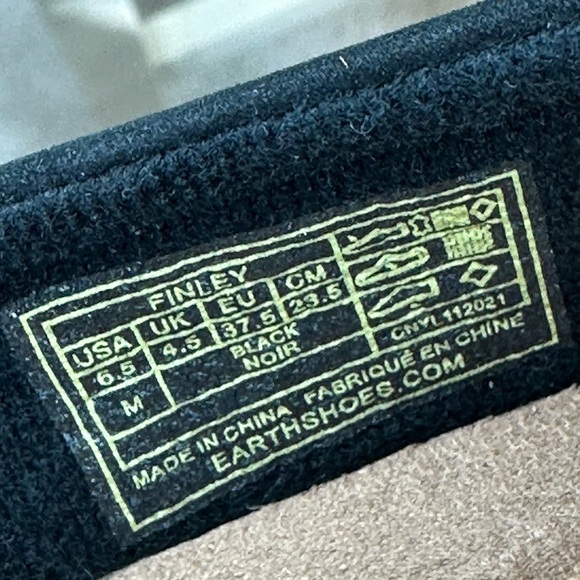 FINLEY
USA UK EU CM
6.5 4.5 37.5 23.5
M BLACK
NOIR
CNYL112021
MADE IN CHINA FABRIQUÉ EN CHINE
EARTHSHOES.COM